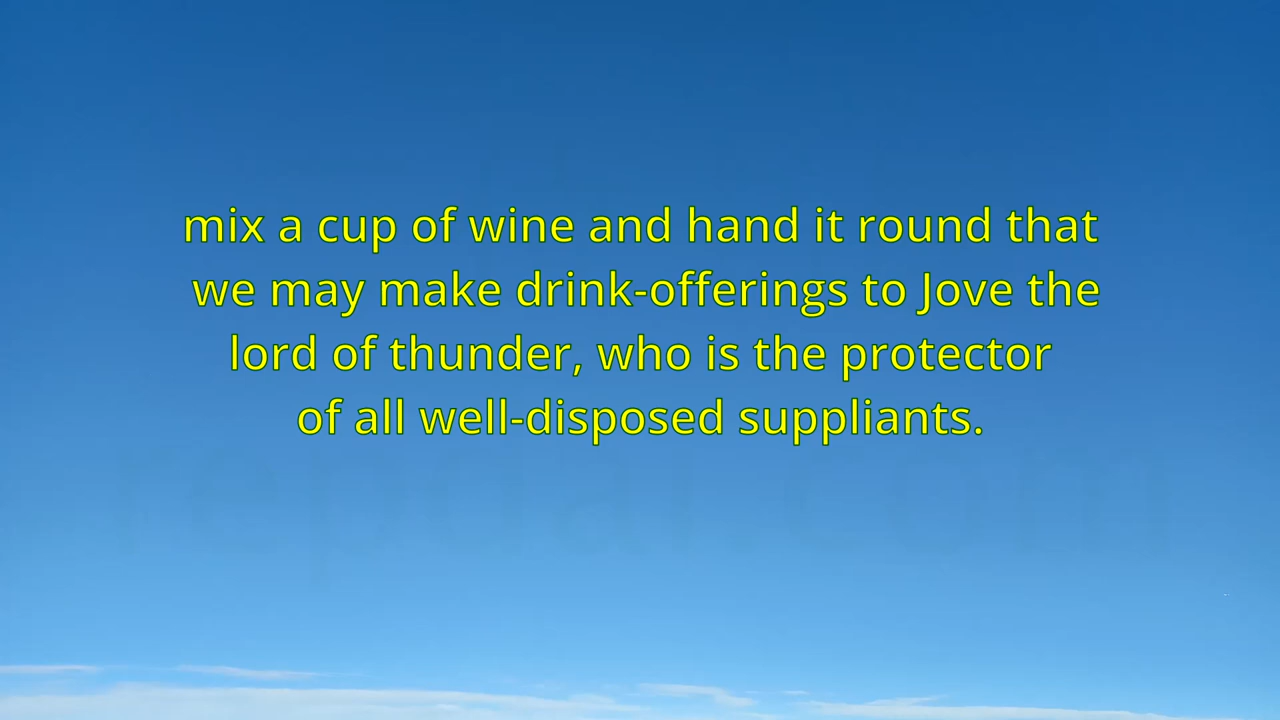 mix a cup of wine and hand it round that
we may make drink-offerings to Jove the
lord of thunder, who is the protector
of all well-disposed suppliants.